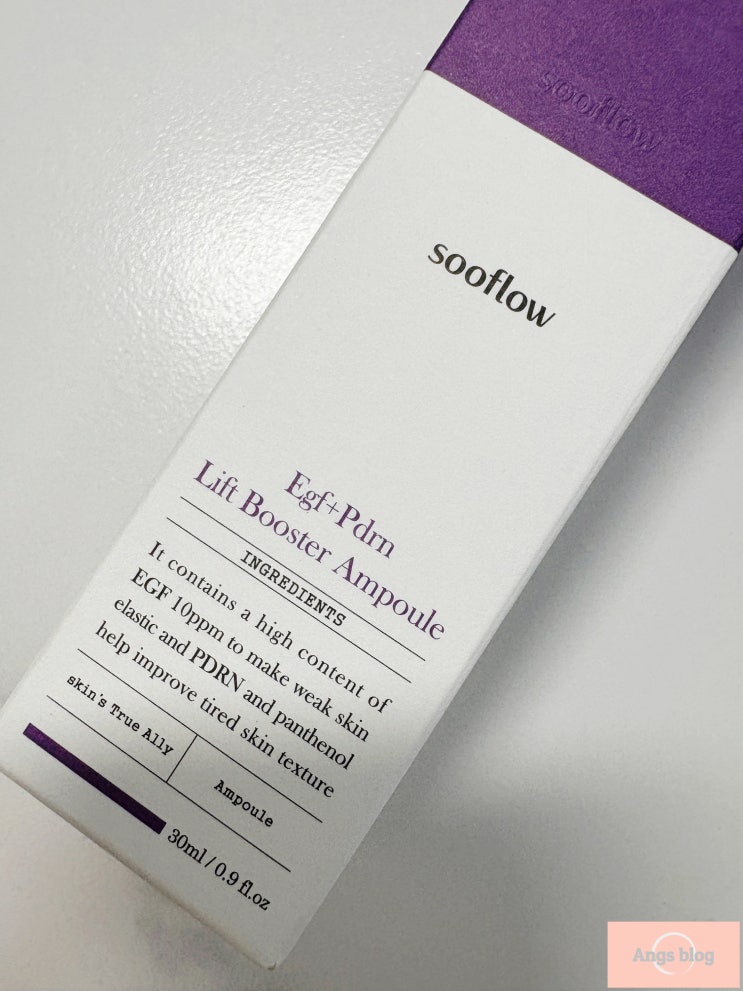 sooflow
sooflow
Egf+Pdrn
Lift Booster Ampoule
INGREDIENTS
It contains a high content of
EGF 10ppm to make weak skin
elastic and PDRN and panthenol
help improve tired skin texture
skin's True Ally
Ampoule
30ml / 0.9 fl.oz
Angs blog